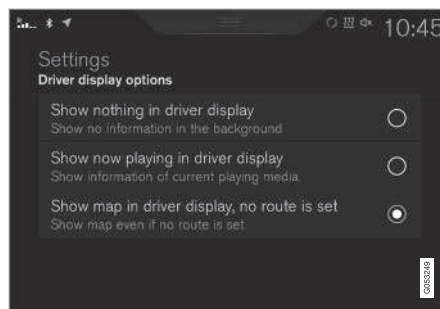 10:45
Settings
Driver display options
Show nothing in driver display
Show no information in the background
Show now playing in driver display
Show information of current playing media.
Show map in driver display, no route is set
Show map even if no route is set
G053249